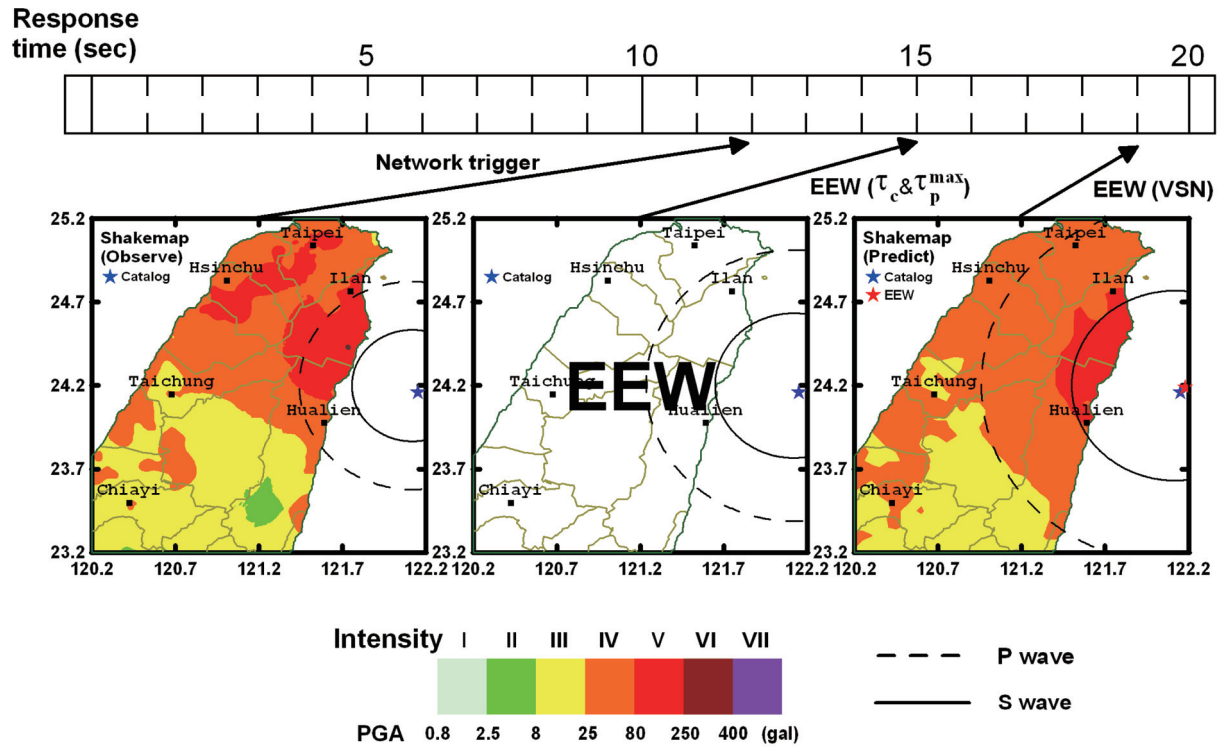 Response
time (sec)
5
10
15
20
Network trigger
EEW (τc&τp^max)
EEW (VSN)
25.2
24.7
24.2
23.7
23.2
120.2
120.7
121.2
121.7
122.2
Shakemap
(Observe)
Catalog
Taipei
Hsinchu
Ilan
Taichung
Hualien
Chiayi
25.2
24.7
24.2
23.7
23.2
120.2
120.7
121.2
121.7
122.2
Catalog
Taipei
Hsinchu
Ilan
EEW
Taichung
Hualien
Chiayi
25.2
24.7
24.2
23.7
23.2
120.2
120.7
121.2
121.7
122.2
Shakemap
(Predict)
Catalog
EEW
Taipei
Hsinchu
Ilan
Taichung
Hualien
Chiayi
Intensity I II III IV V VI VII
PGA 0.8 2.5 8 25 80 250 400 (gal)
P wave
S wave